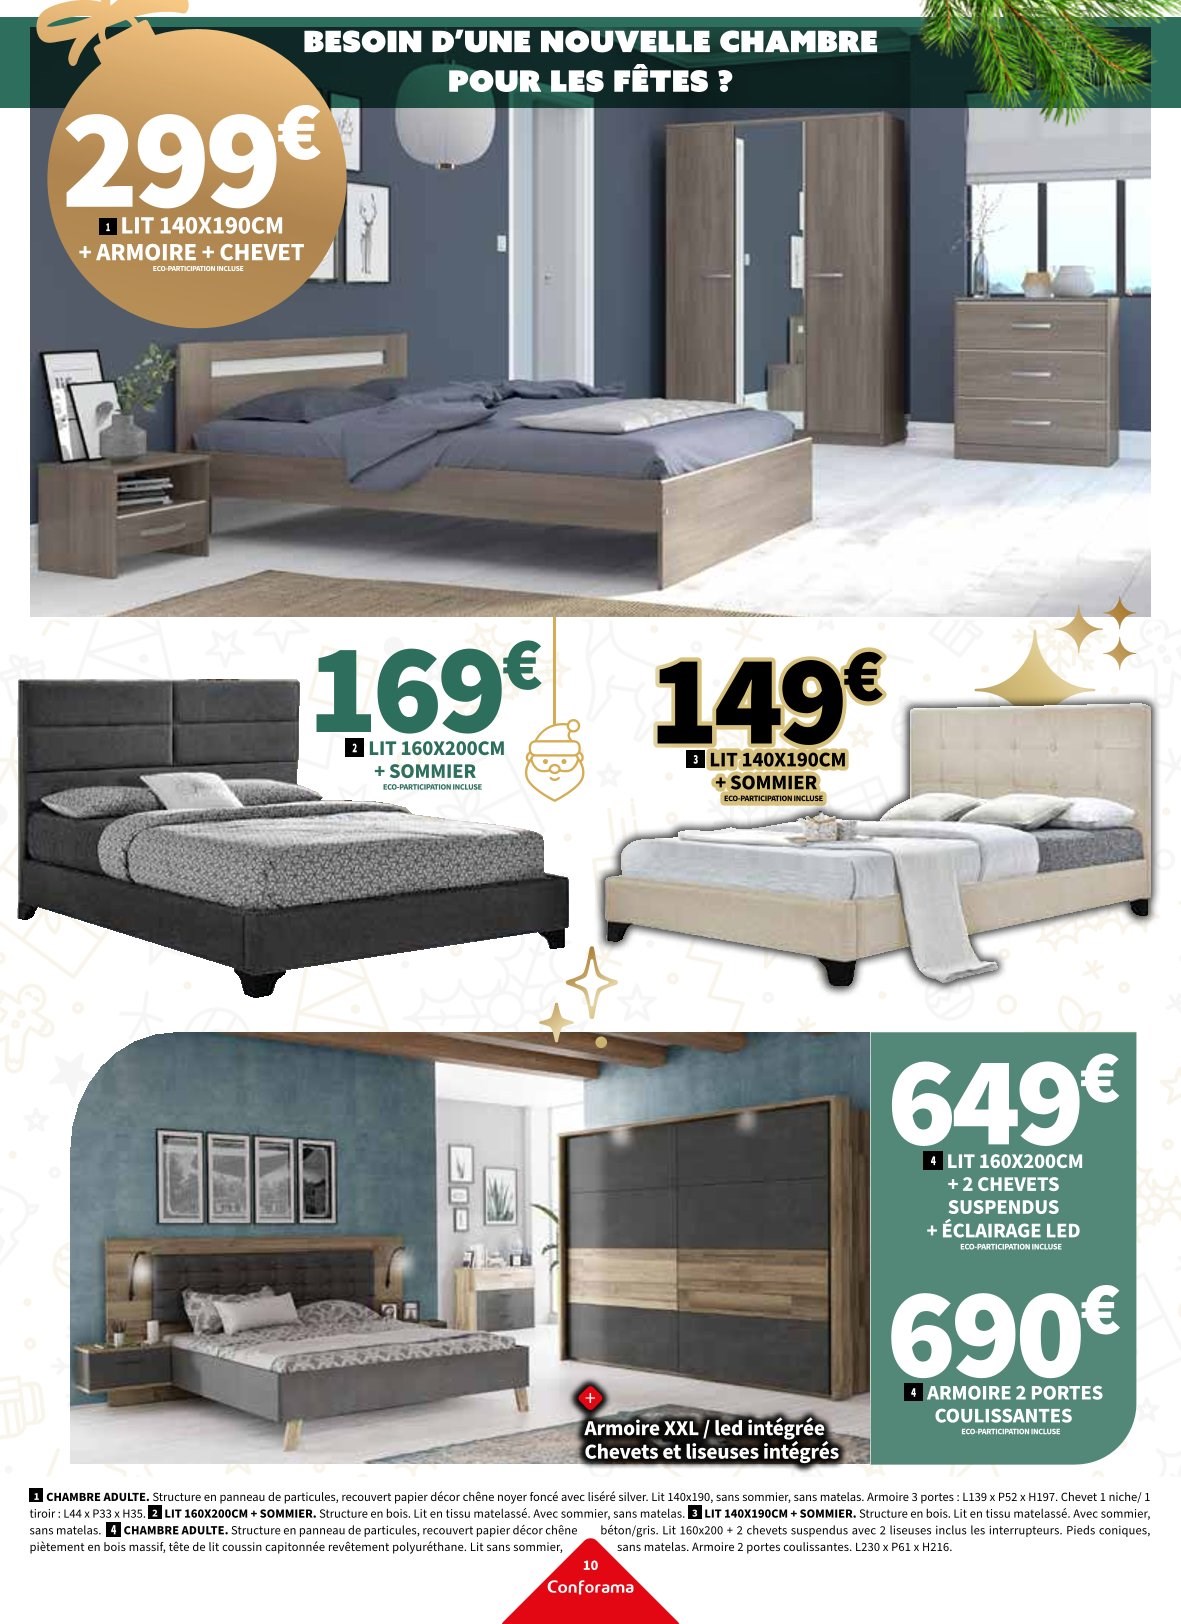 BESOIN D'UNE NOUVELLE CHAMBRE
POUR LES FÊTES ?
299€
1 LIT 140X190CM
+ ARMOIRE + CHEVET
ECO-PARTICIPATION INCLUSE
169€
2 LIT 160X200CM
+ SOMMIER
ECO-PARTICIPATION INCLUSE
149€
3 LIT 140X190CM
+ SOMMIER
ECO-PARTICIPATION INCLUSE
649€
4 LIT 160X200CM
+ 2 CHEVETS
SUSPENDUS
+ ÉCLAIRAGE LED
ECO-PARTICIPATION INCLUSE
690€
4 ARMOIRE 2 PORTES
COULISSANTES
ECO-PARTICIPATION INCLUSE
+
Armoire XXL / led intégrée
Chevets et liseuses intégrés
1 CHAMBRE ADULTE. Structure en panneau de particules, recouvert papier décor chêne noyer foncé avec liséré silver. Lit 140x190, sans sommier, sans matelas. Armoire 3 portes : L139 x P52 x H197. Chevet 1 niche/ 1
tiroir : L44 x P33 x H35. 2 LIT 160X200CM + SOMMIER. Structure en bois. Lit en tissu matelassé. Avec sommier, sans matelas. 3 LIT 140X190CM + SOMMIER. Structure en bois. Lit en tissu matelassé. Avec sommier,
sans matelas. 4 CHAMBRE ADULTE. Structure en panneau de particules, recouvert papier décor chêne béton/gris. Lit 160x200 + 2 chevets suspendus avec 2 liseuses inclus les interrupteurs. Pieds coniques,
piètement en bois massif, tête de lit coussin capitonnée revêtement polyuréthane. Lit sans sommier, sans matelas. Armoire 2 portes coulissantes. L230 x P61 x H216.
10
Conforama